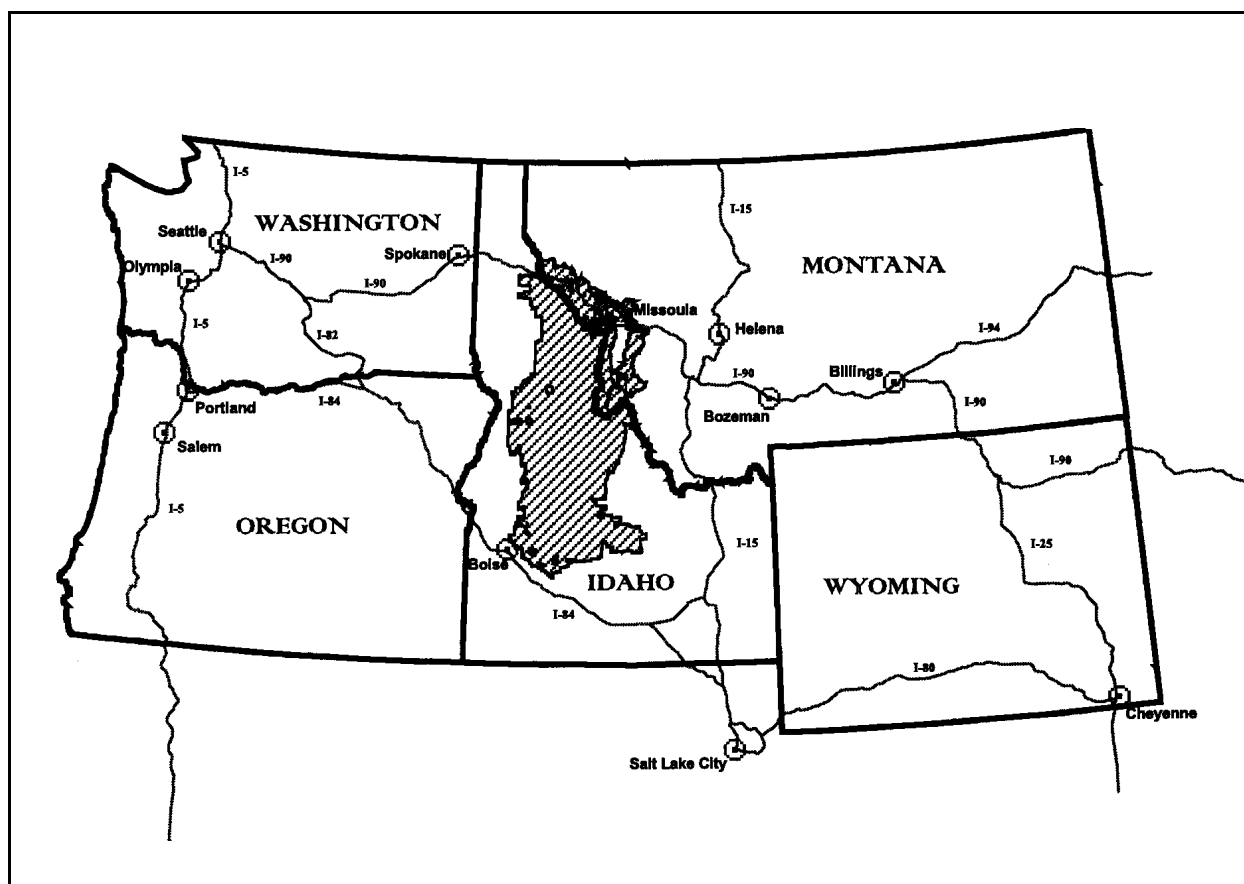 I-5
I-15
WASHINGTON
Seattle
I-90
Spokane
MONTANA
Olympia
I-90
Missoula
I-5
I-82
Helena
I-94
Billings
I-90
I-84
Portland
Bozeman
I-90
Salem
I-90
I-5
OREGON
I-15
I-25
Boise
IDAHO
WYOMING
I-84
I-80
Cheyenne
Salt Lake City